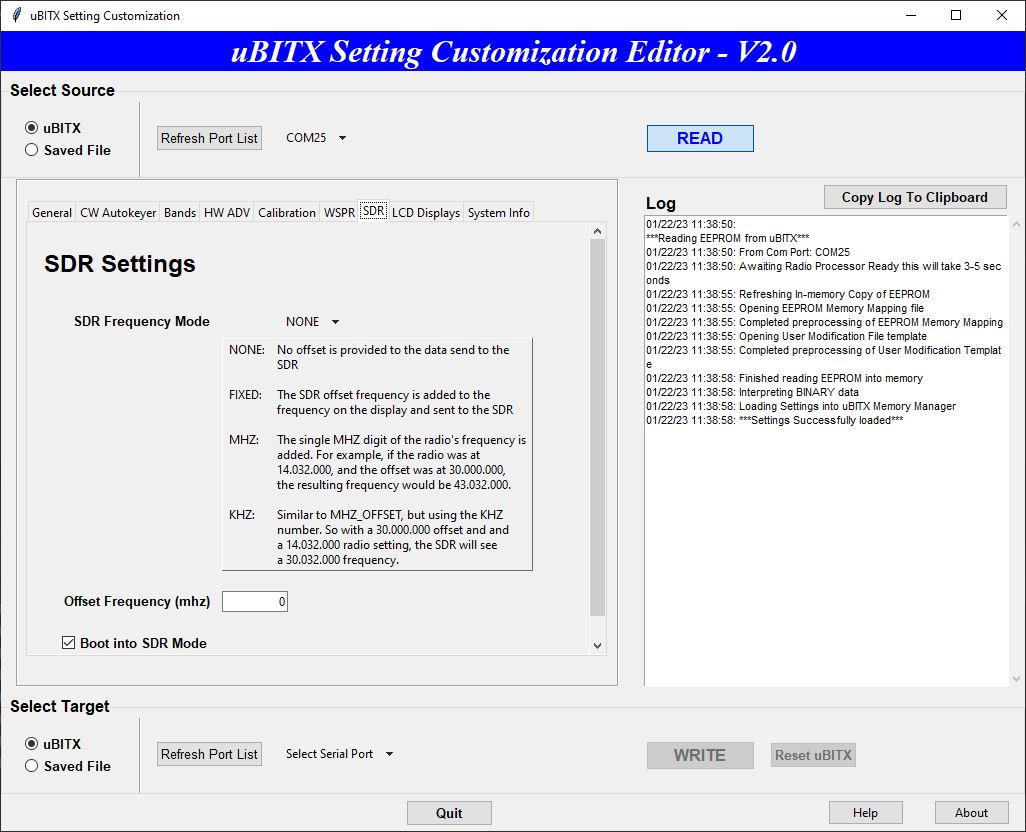 uBITX Setting Customization
uBITX Setting Customization Editor - V2.0
Select Source
uBITX
Saved File
Refresh Port List
COM25
READ
General
CW Autokeyer
Bands
HW ADV
Calibration
WSPR
SDR
LCD Displays
System Info
SDR Settings
SDR Frequency Mode
NONE
NONE: No offset is provided to the data send to the
SDR
FIXED: The SDR offset frequency is added to the
frequency on the display and sent to the SDR
MHZ: The single MHZ digit of the radio's frequency is
added. For example, if the radio was at
14.032.000, and the offset was at 30.000.000,
the resulting frequency would be 43.032.000.
KHZ: Similar to MHZ_OFFSET, but using the KHZ
number. So with a 30.000.000 offset and and
a 14.032.000 radio setting, the SDR will see
a 30.032.000 frequency.
Offset Frequency (mhz)
0
Boot into SDR Mode
Log
Copy Log To Clipboard
01/22/23 11:38:50:
***Reading EEPROM from uBITX***
01/22/23 11:38:50: From Com Port: COM25
01/22/23 11:38:50: Awaiting Radio Processor Ready this will take 3-5 sec
onds
01/22/23 11:38:55: Refreshing In-memory Copy of EEPROM
01/22/23 11:38:55: Opening EEPROM Memory Mapping file
01/22/23 11:38:55: Completed preprocessing of EEPROM Memory Mapping
01/22/23 11:38:55: Opening User Modification File template
01/22/23 11:38:55: Completed preprocessing of User Modification Templat
e
01/22/23 11:38:58: Finished reading EEPROM into memory
01/22/23 11:38:58: Interpreting BINARY data
01/22/23 11:38:58: Loading Settings into uBITX Memory Manager
01/22/23 11:38:58: ***Settings Successfully loaded***
Select Target
uBITX
Saved File
Refresh Port List
Select Serial Port
WRITE
Reset uBITX
Quit
Help
About